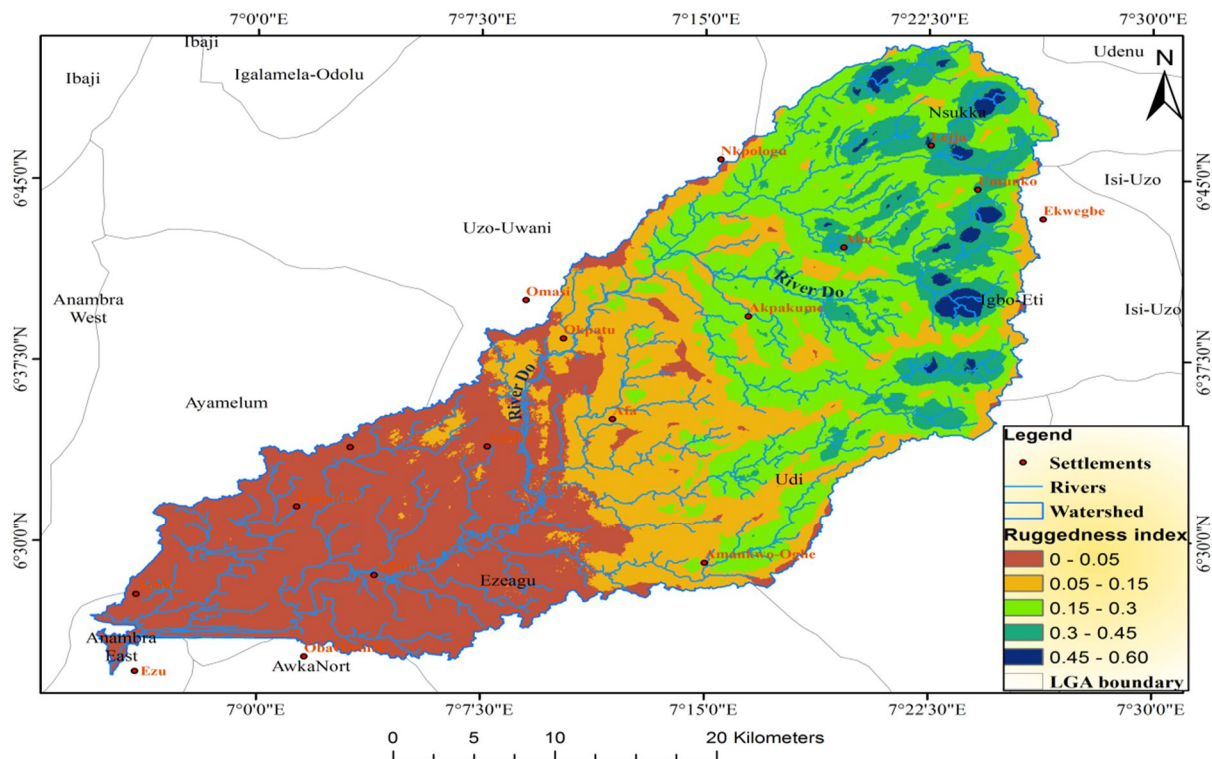 7°0'0"E
7°7'30"E
7°15'0"E
7°22'30"E
7°30'0"E
Ibaji
Ibaji
Igalamela-Odolu
Udenu
N
Nsukka
Lejja
Nkpologu
6°45'0"N
6°45'0"N
Isi-Uzo
Umunko
Ekwegbe
Uzo-Uwani
Aku
River Do
Omasi
Anambra
West
Igbo-Eti
Isi-Uzo
Akpakume
Okpatu
6°37'30"N
6°37'30"N
River Do
Ayamelum
Afa
Udi
6°30'0"N
6°30'0"N
Amankwo-Oghe
Ezeagu
Anambra
East
Ezu
AwkaNort
Legend
Settlements
Rivers
Watershed
Ruggedness index
0 - 0.05
0.05 - 0.15
0.15 - 0.3
0.3 - 0.45
0.45 - 0.60
LGA boundary
7°0'0"E
7°7'30"E
7°15'0"E
7°22'30"E
7°30'0"E
0
5
10
20 Kilometers